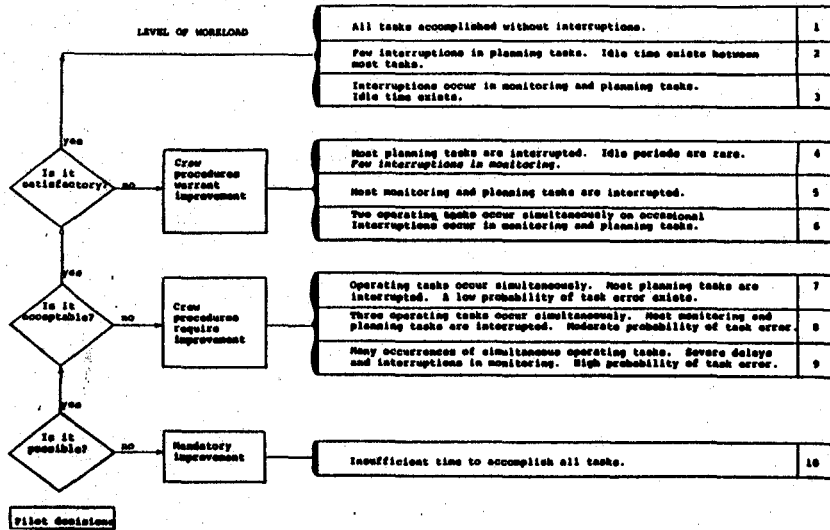 LEVEL OF WORKLOAD
All tasks accomplished without interruptions. 1
Few interruptions in planning tasks. Idle time exists between 2
most tasks.
Interruptions occur in monitoring and planning tasks.
Idle time exists. 3
yes
Is it
satisfactory?
no
Crew
procedures
warrant
improvement
Most planning tasks are interrupted. Idle periods are rare. 4
Few interruptions in monitoring.
Most monitoring and planning tasks are interrupted. 5
Two operating tasks occur simultaneously on occasional
Interruptions occur in monitoring and planning tasks. 6
yes
Is it
acceptable?
no
Crew
procedures
require
improvement
Operating tasks occur simultaneously. Most planning tasks are 7
interrupted. A low probability of task error exists.
Three operating tasks occur simultaneously. Most monitoring and
planning tasks are interrupted. Moderate probability of task error. 8
Many occurrences of simultaneous operating tasks. Severe delays
and interruptions in monitoring. High probability of task error. 9
yes
Is it
possible?
no
Mandatory
improvement
Insufficient time to accomplish all tasks. 10
Pilot decisions